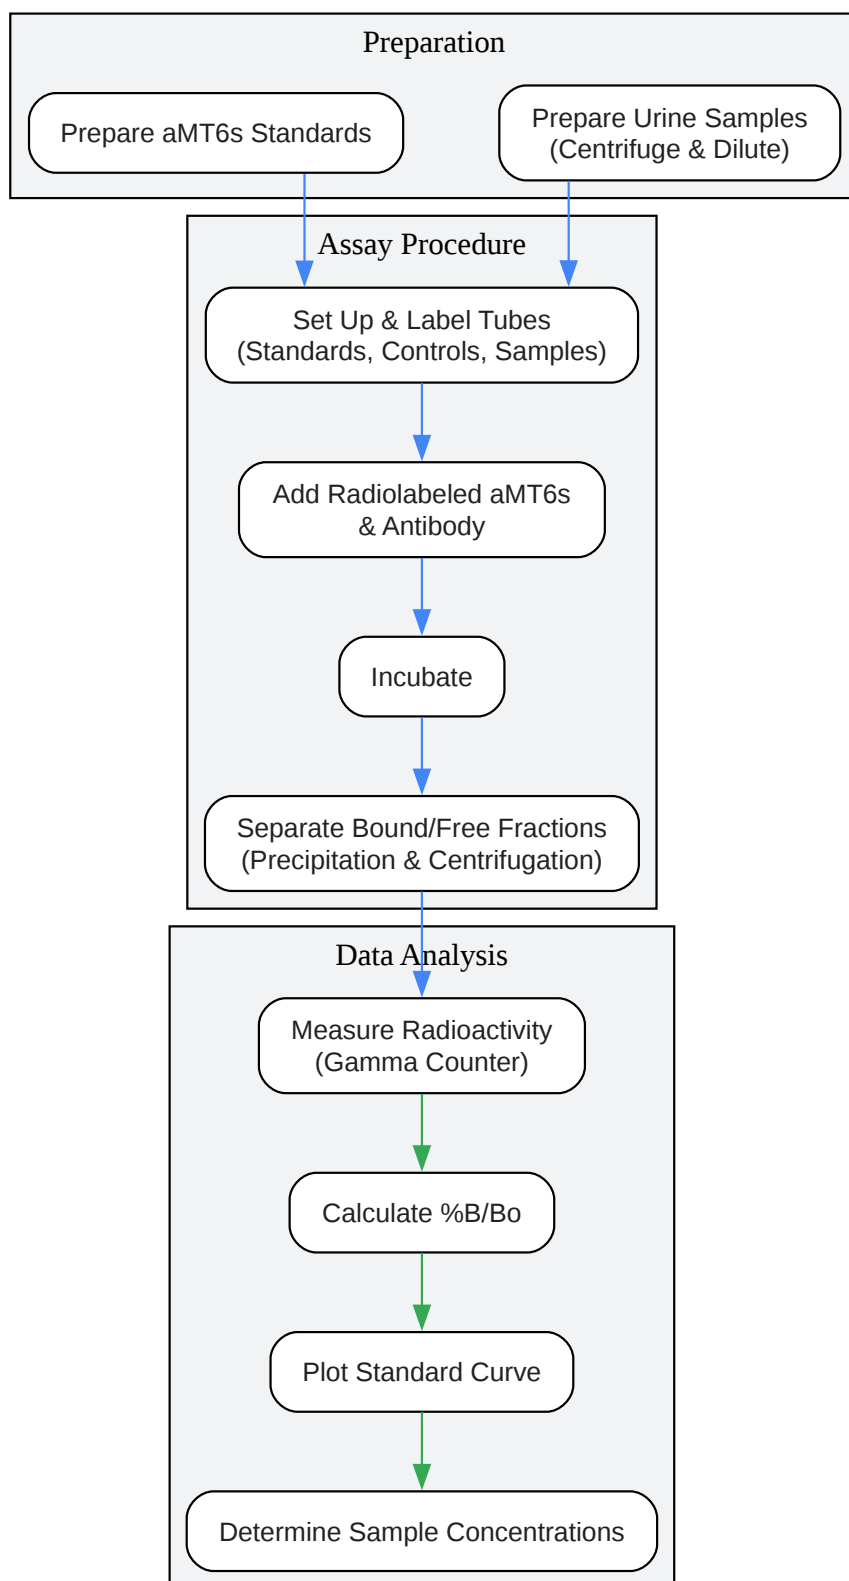 Preparation
Prepare aMT6s Standards
Prepare Urine Samples
(Centrifuge & Dilute)
Assay Procedure
Set Up & Label Tubes
(Standards, Controls, Samples)
Add Radiolabeled aMT6s
& Antibody
Incubate
Separate Bound/Free Fractions
(Precipitation & Centrifugation)
Data Analysis
Measure Radioactivity
(Gamma Counter)
Calculate %B/Bo
Plot Standard Curve
Determine Sample Concentrations